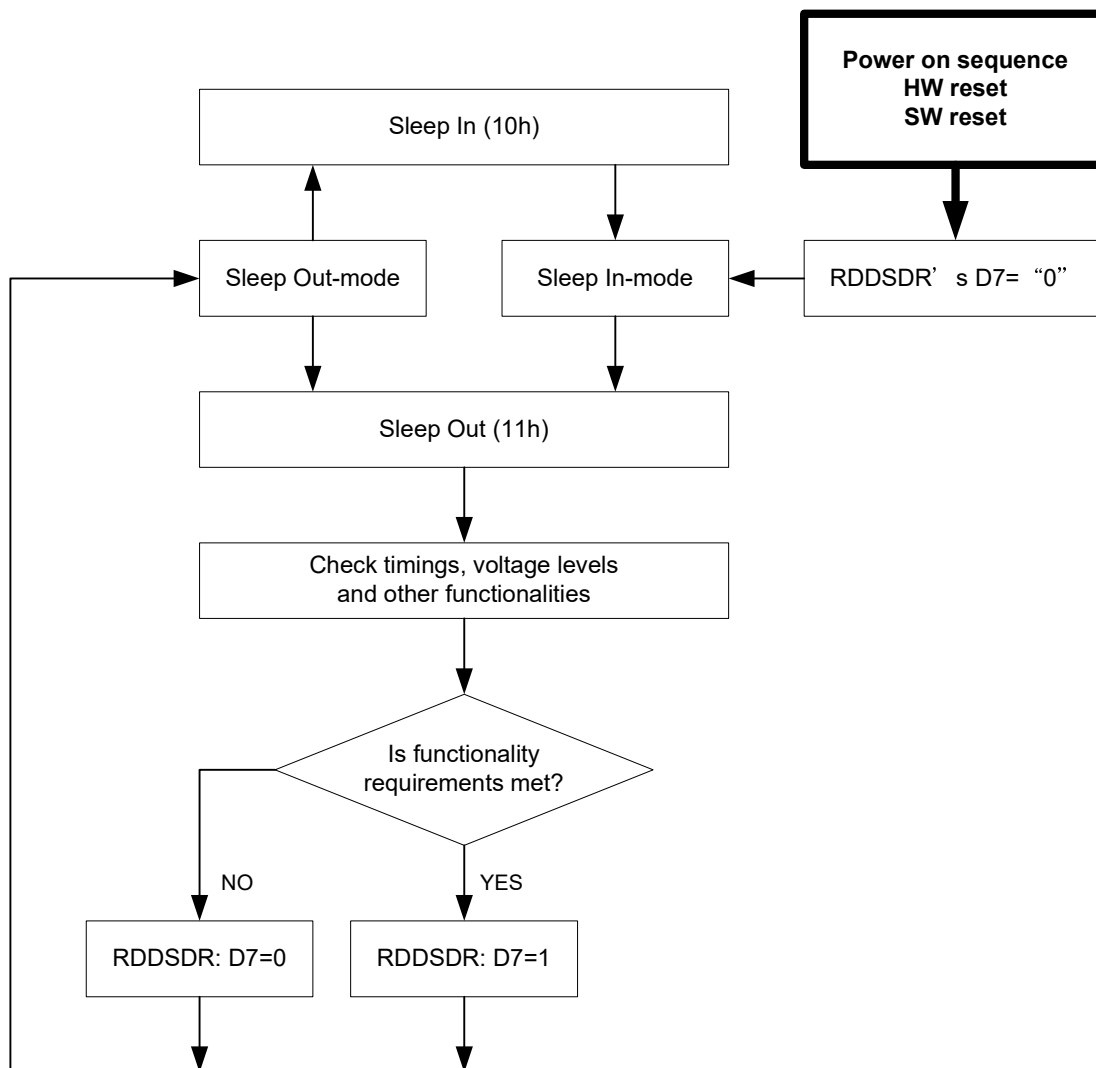 Power on sequence
HW reset
SW reset
Sleep In (10h)
Sleep Out-mode
Sleep In-mode
RDDSDR’ s D7= “0”
Sleep Out (11h)
Check timings, voltage levels
and other functionalities
Is functionality
requirements met?
NO
YES
RDDSDR: D7=0
RDDSDR: D7=1